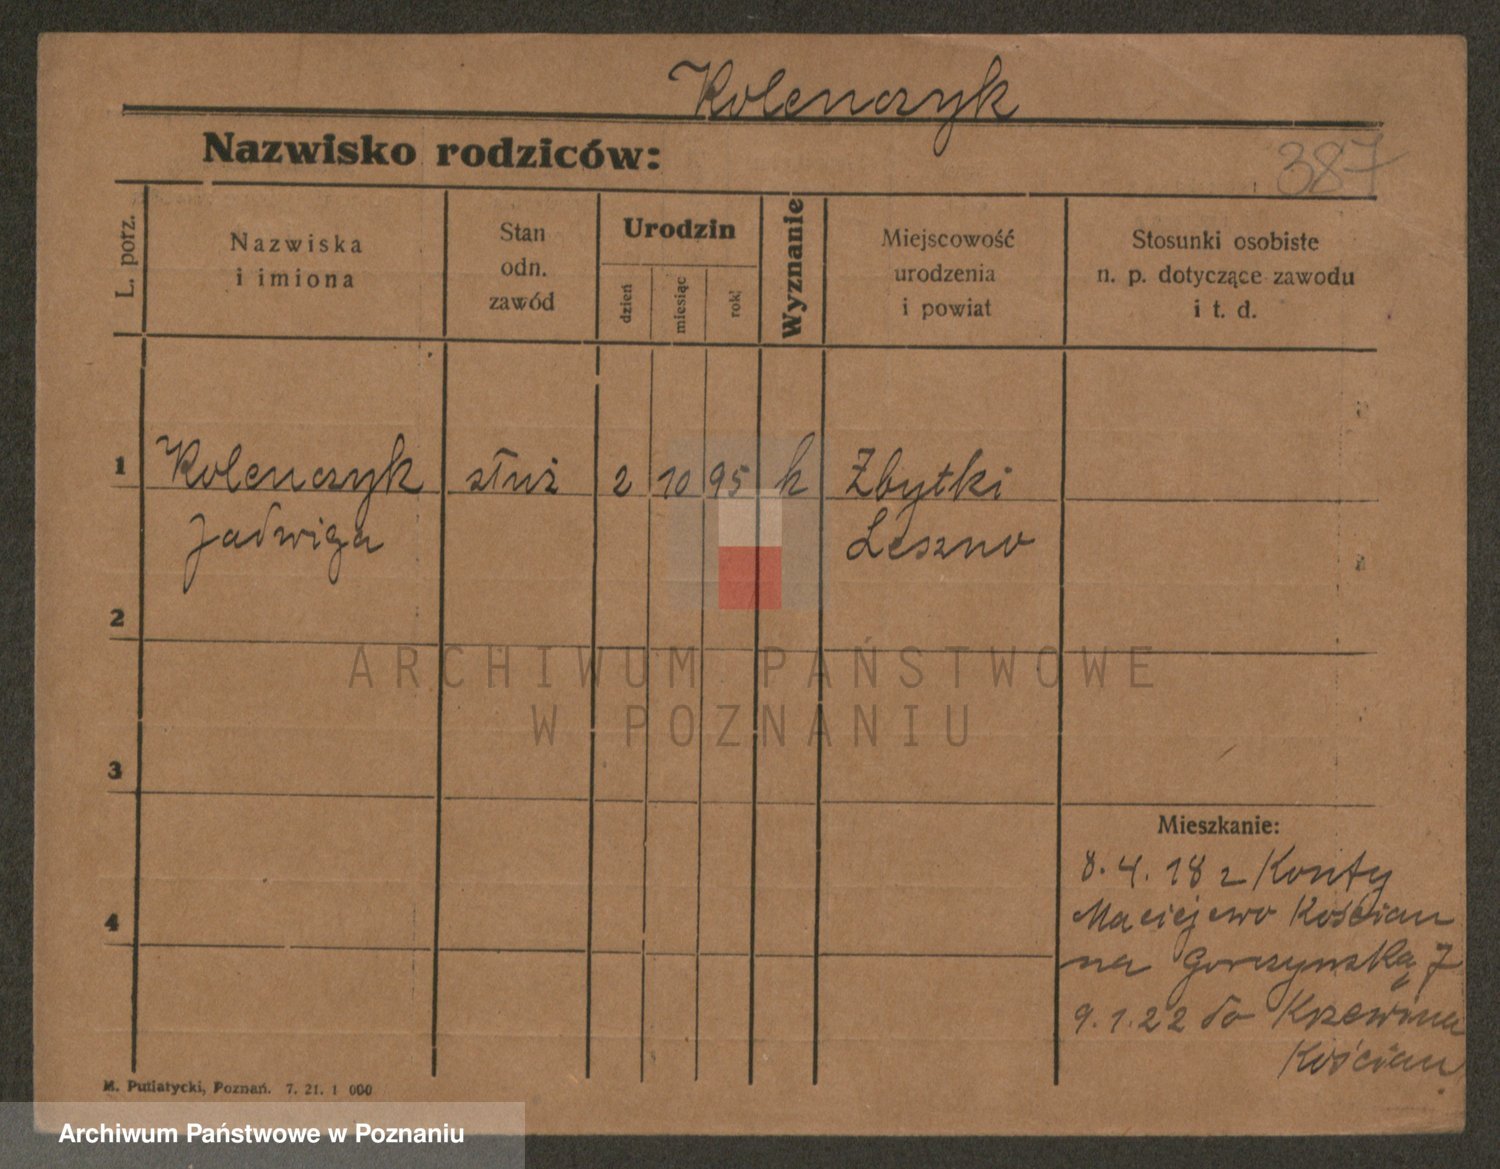 Kolenczyk
Nazwisko rodziców:
387
L. porz.
Nazwiska
i imiona
Stan
odn.
zawód
Urodzin
dzień
miesiąc
rok
Wyznanie
Miejscowość
urodzenia
i powiat
Stosunki osobiste
n. p. dotyczące zawodu
i t. d.
1 Kolenczyk służ 2 10 95 k Zbytki
Jadwiga Leszno
2
3
4
ARCHIWUM PAŃSTWOWE
W POZNANIU
Mieszkanie:
8. 4. 18 z
Maciejewo Kościan
na Gorczynską 7
9. 1. 22 do Krzewina
Kościan
M. Putiatycki, Poznań. 7. 21. 1 000
Archiwum Państwowe w Poznaniu